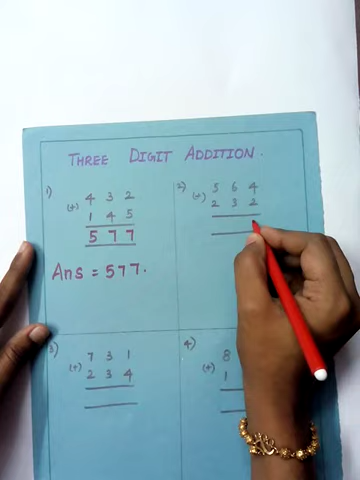 THREE DIGIT ADDITION.
1)
4 3 2
(+)
1 4 5
5 7 7
Ans = 577.
2)
5 6 4
(+)
2 3 2
3)
7 3 1
(+)
2 3 4
4)
8
(+)
1